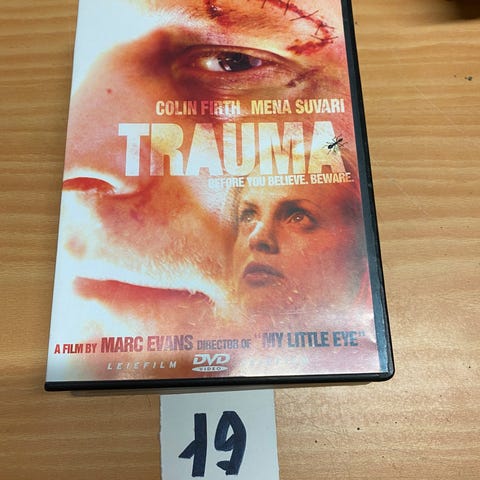 COLIN FIRTH MENA SUVARI
TRAUMA
BEFORE YOU BELIEVE. BEWARE.
A FILM BY MARC EVANS DIRECTOR OF "MY LITTLE EYE"
LEIEFILM DVD
VIDEO
19